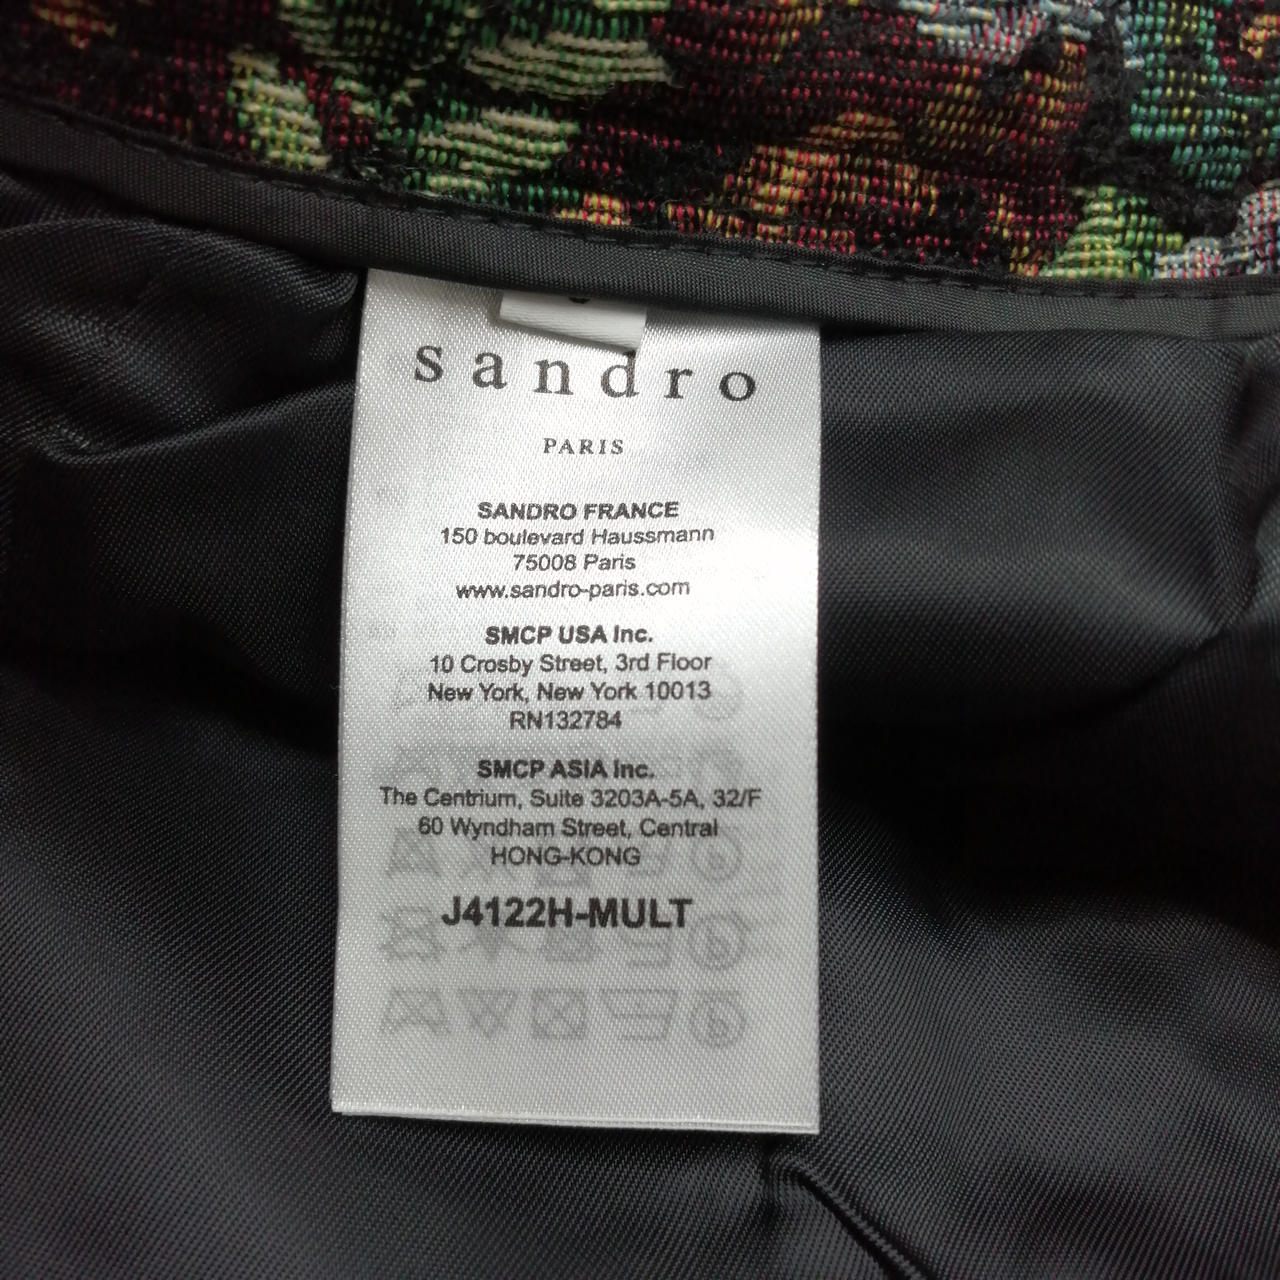 sandro
PARIS
SANDRO FRANCE
150 boulevard Haussmann
75008 Paris
www.sandro-paris.com
SMCP USA Inc.
10 Crosby Street, 3rd Floor
New York, New York 10013
RN132784
SMCP ASIA Inc.
The Centrium, Suite 3203A-5A, 32/F
60 Wyndham Street, Central
HONG-KONG
J4122H-MULT